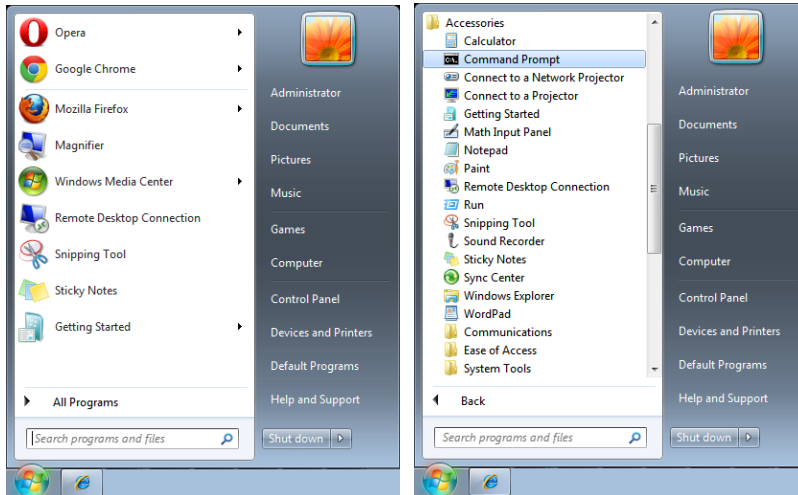 Opera
Google Chrome
Mozilla Firefox
Magnifier
Windows Media Center
Remote Desktop Connection
Snipping Tool
Sticky Notes
Getting Started
All Programs
Search programs and files
Administrator
Documents
Pictures
Music
Games
Computer
Control Panel
Devices and Printers
Default Programs
Help and Support
Shut down
Accessories
Calculator
Command Prompt
Connect to a Network Projector
Connect to a Projector
Getting Started
Math Input Panel
Notepad
Paint
Remote Desktop Connection
Run
Snipping Tool
Sound Recorder
Sticky Notes
Sync Center
Windows Explorer
WordPad
Communications
Ease of Access
System Tools
Back
Search programs and files
Administrator
Documents
Pictures
Music
Games
Computer
Control Panel
Devices and Printers
Default Programs
Help and Support
Shut down